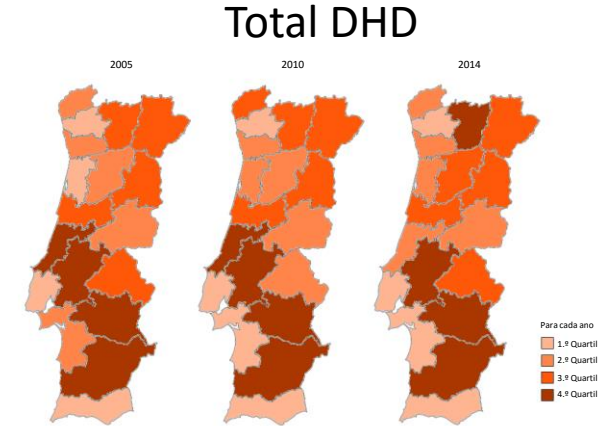 Total DHD
2005
2010
2014
Para cada ano
1.º Quartil
2.º Quartil
3.º Quartil
4.º Quartil